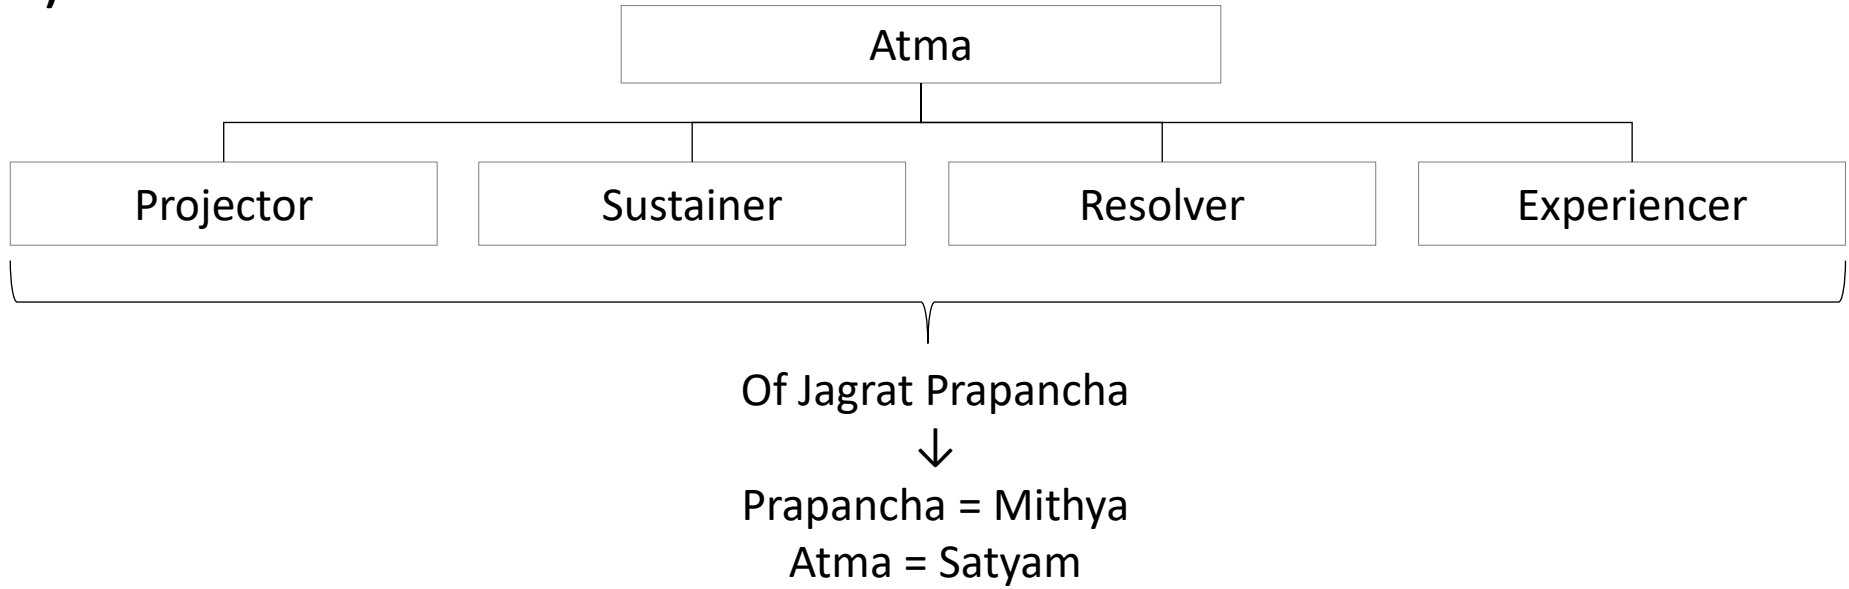 Atma
Projector Sustainer Resolver Experiencer
Of Jagrat Prapancha
↓
Prapancha = Mithya
Atma = Satyam